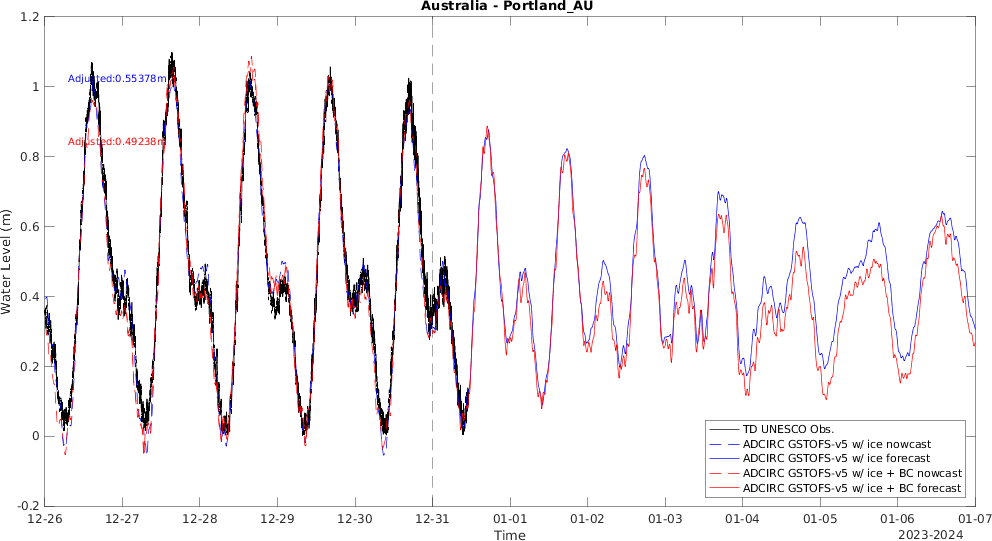 Australia - Portland_AU
1.2
1
0.8
0.6
0.4
0.2
0
-0.2
Water Level (m)
Adjusted:0.55378m
Adjusted:0.49238m
TD UNESCO Obs.
ADCIRC GSTOFS-v5 w/ ice nowcast
ADCIRC GSTOFS-v5 w/ ice forecast
ADCIRC GSTOFS-v5 w/ ice + BC nowcast
ADCIRC GSTOFS-v5 w/ ice + BC forecast
12-26 12-27 12-28 12-29 12-30 12-31 01-01 01-02 01-03 01-04 01-05 01-06 01-07
Time
2023-2024